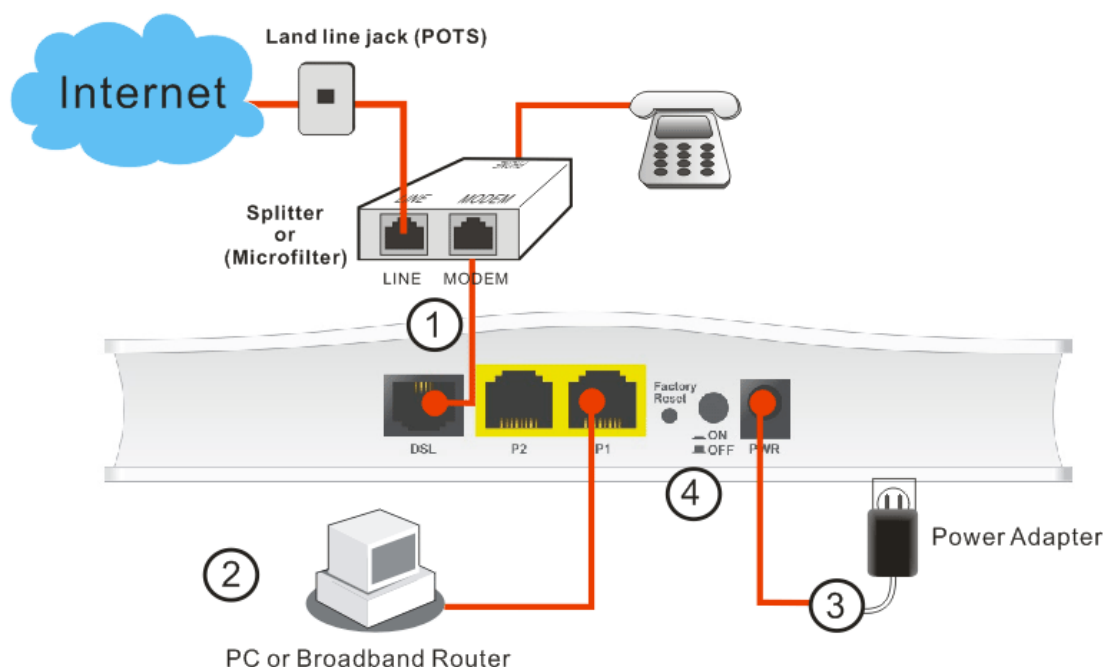 Land line jack (POTS)
Internet
PHONE
LINE MODEM
Splitter
or
(Microfilter)
LINE MODEM
1
Factory
Reset
ON
OFF
DSL
P2
P1
PWR
4
Power Adapter
2
3
PC or Broadband Router